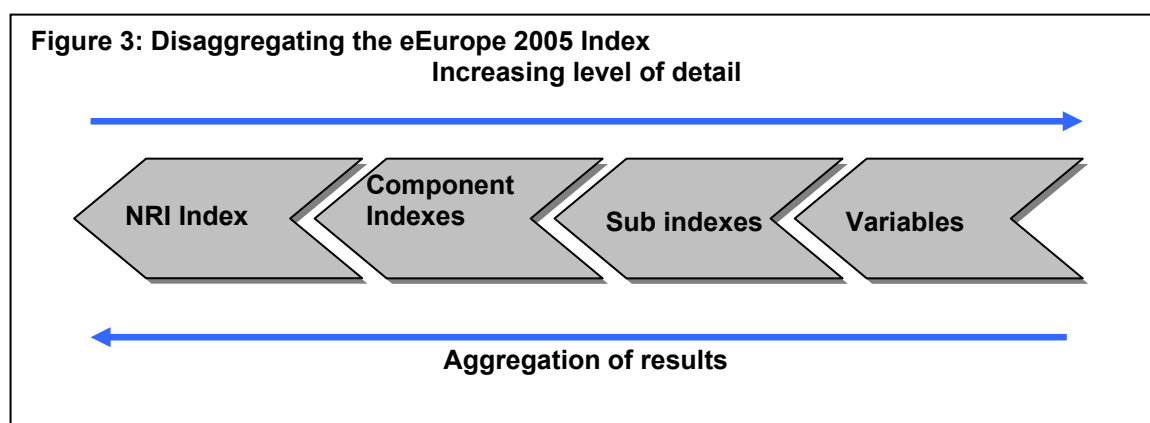 Figure 3: Disaggregating the eEurope 2005 Index
Increasing level of detail
NRI Index
Component
Indexes
Sub indexes
Variables
Aggregation of results